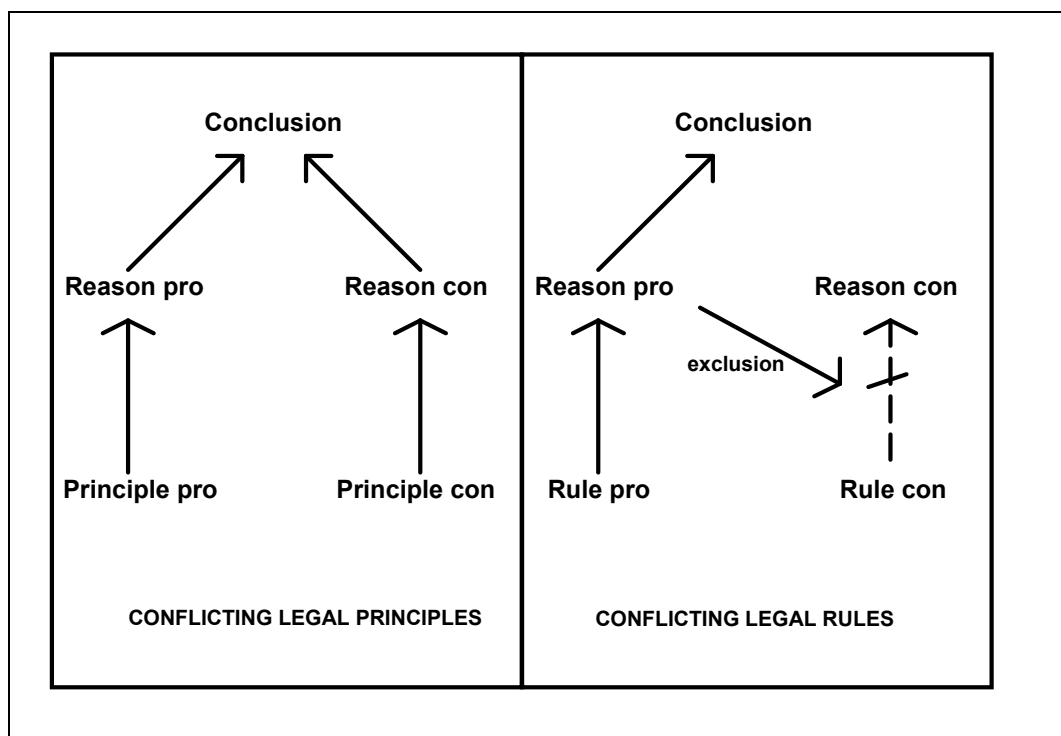 Conclusion
Reason pro Reason con
Principle pro Principle con
CONFLICTING LEGAL PRINCIPLES
Conclusion
Reason pro Reason con
exclusion
Rule pro Rule con
CONFLICTING LEGAL RULES